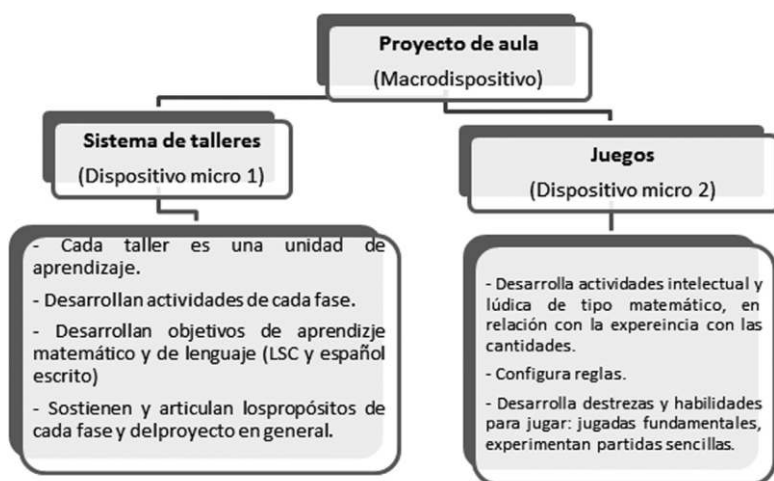 Proyecto de aula
(Macrodispositivo)
Sistema de talleres
(Dispositivo micro 1)
Juegos
(Dispositivo micro 2)
- Cada taller es una unidad de
aprendizaje.
- Desarrollan actividades de cada fase.
- Desarrollan objetivos de aprendizje
matemático y de lenguaje (LSC y español
escrito)
- Sostienen y articulan lospropósitos de
cada fase y delproyecto en general.
- Desarrolla actividades intelectual y
lúdica de tipo matemático, en
relación con la expereincia con las
cantidades.
- Configura reglas.
- Desarrolla destrezas y habilidades
para jugar: jugadas fundamentales,
experimentan partidas sencillas.